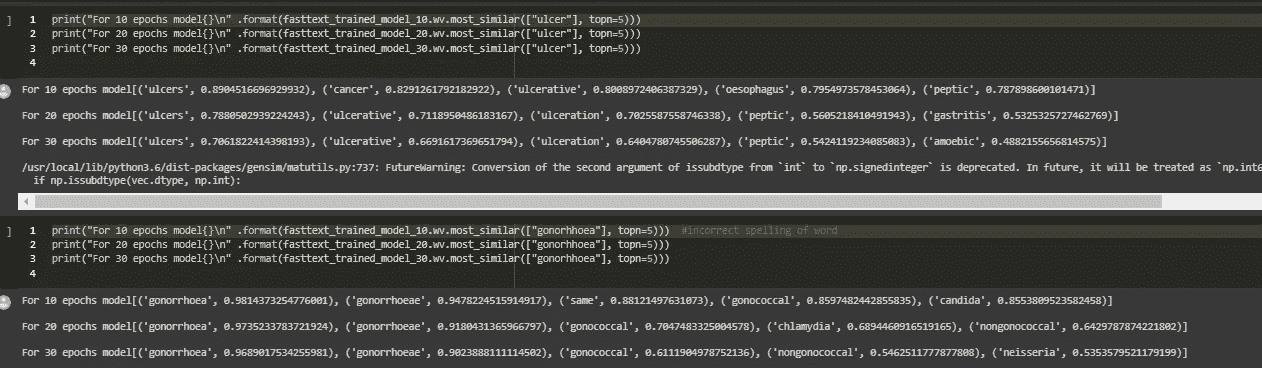 ] 1 print("For 10 epochs model{}\n" .format(fasttext_trained_model_10.wv.most_similar(["ulcer"], topn=5)))
2 print("For 20 epochs model{}\n" .format(fasttext_trained_model_20.wv.most_similar(["ulcer"], topn=5)))
3 print("For 30 epochs model{}\n" .format(fasttext_trained_model_30.wv.most_similar(["ulcer"], topn=5)))
4
For 10 epochs model[('ulcers', 0.8904516696929932), ('cancer', 0.8291261792182922), ('ulcerative', 0.8008972406387329), ('oesophagus', 0.7954973578453064), ('peptic', 0.787898600101471)]
For 20 epochs model[('ulcers', 0.7880502939224243), ('ulcerative', 0.7118950486183167), ('ulceration', 0.7025587558746338), ('peptic', 0.5605218410491943), ('gastritis', 0.5325325727462769)]
For 30 epochs model[('ulcers', 0.7061822414398193), ('ulcerative', 0.6691617369651794), ('ulceration', 0.6404780745506287), ('peptic', 0.5424119234085083), ('amoebic', 0.4882155656814575)]
/usr/local/lib/python3.6/dist-packages/gensim/matutils.py:737: FutureWarning: Conversion of the second argument of issubdtype from `int` to `np.signedinteger` is deprecated. In future, it will be treated as `np.int6
if np.issubdtype(vec.dtype, np.int):
] 1 print("For 10 epochs model{}\n" .format(fasttext_trained_model_10.wv.most_similar(["gonorhhoea"], topn=5))) #incorrect spelling of word
2 print("For 20 epochs model{}\n" .format(fasttext_trained_model_20.wv.most_similar(["gonorhhoea"], topn=5)))
3 print("For 30 epochs model{}\n" .format(fasttext_trained_model_30.wv.most_similar(["gonorhhoea"], topn=5)))
4
For 10 epochs model[('gonorrhoea', 0.9814373254776001), ('gonorrhoeae', 0.9478224515914917), ('same', 0.88121497631073), ('gonococcal', 0.8597482442855835), ('candida', 0.8553809523582458)]
For 20 epochs model[('gonorrhoea', 0.9735233783721924), ('gonorrhoeae', 0.9180431365966797), ('gonococcal', 0.7047483325004578), ('chlamydia', 0.6894460916519165), ('nongonococcal', 0.6429787874221802)]
For 30 epochs model[('gonorrhoea', 0.9689017534255981), ('gonorrhoeae', 0.9023888111114502), ('gonococcal', 0.6111904978752136), ('nongonococcal', 0.5462511777877808), ('neisseria', 0.5353579521179199)]